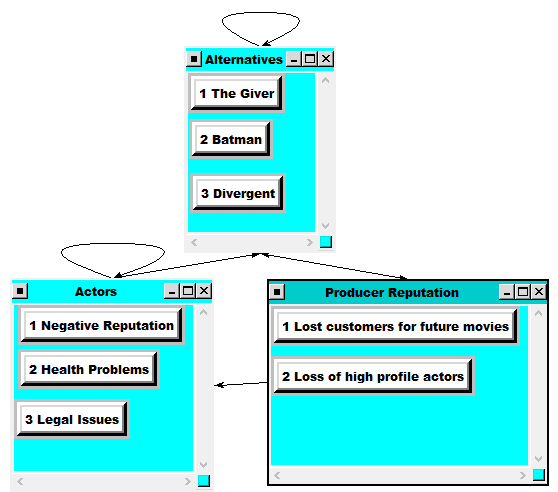 Alternatives
1 The Giver
2 Batman
3 Divergent
Actors
1 Negative Reputation
2 Health Problems
3 Legal Issues
Producer Reputation
1 Lost customers for future movies
2 Loss of high profile actors